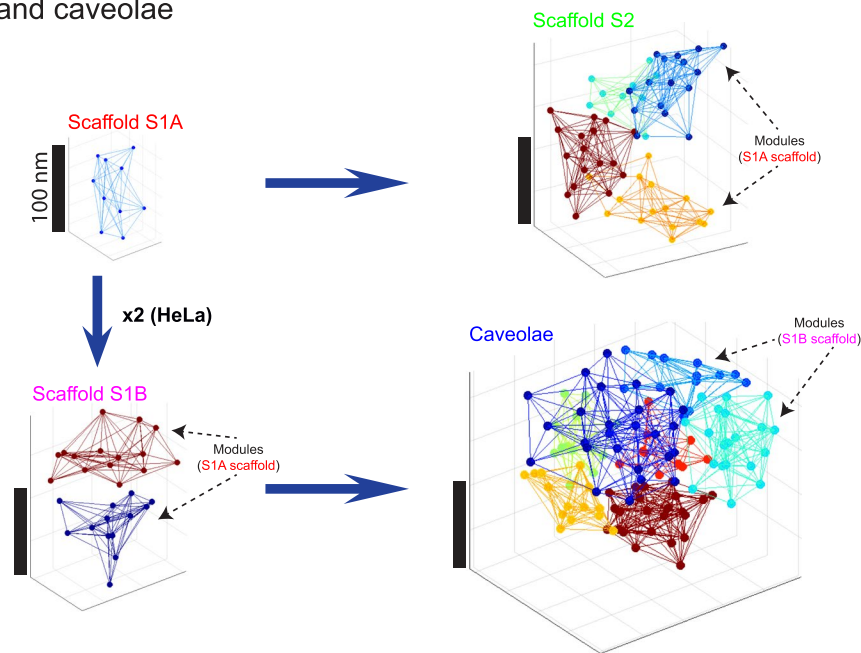 and caveolae
Scaffold S2
Scaffold S1A
100 nm
Modules
(S1A scaffold)
x2 (HeLa)
Caveolae
Modules
(S1B scaffold)
Scaffold S1B
Modules
(S1A scaffold)